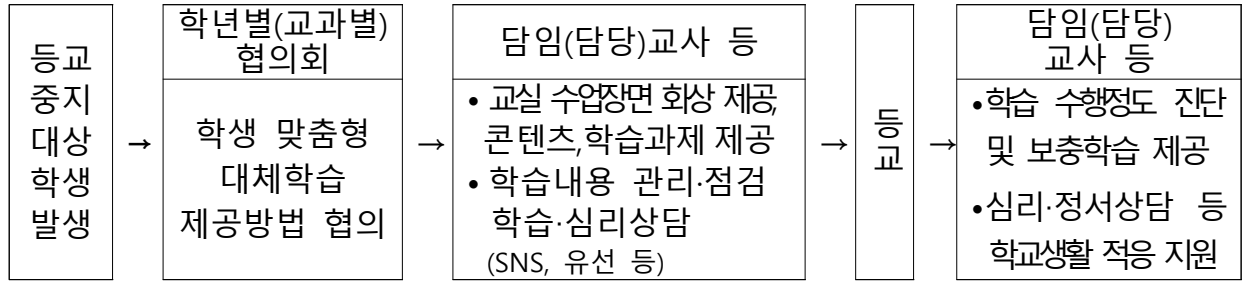 등교
중지
대상
학생
발생
→
학년별(교과별)
협의회
학생 맞춤형
대체학습
제공방법 협의
→
담임(담당)교사 등
• 교실 수업장면 화상 제공,
콘텐츠,학습과제 제공
• 학습내용 관리·점검
학습·심리상담
(SNS, 유선 등)
→
등
교
→
담임(담당)
교사 등
•학습 수행정도 진단
및 보충학습 제공
•심리·정서상담 등
학교생활 적응 지원